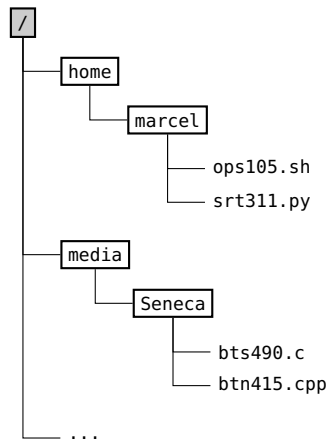 /
home
marcel
ops105.sh
srt311.py
media
Seneca
bts490.c
btn415.cpp
...